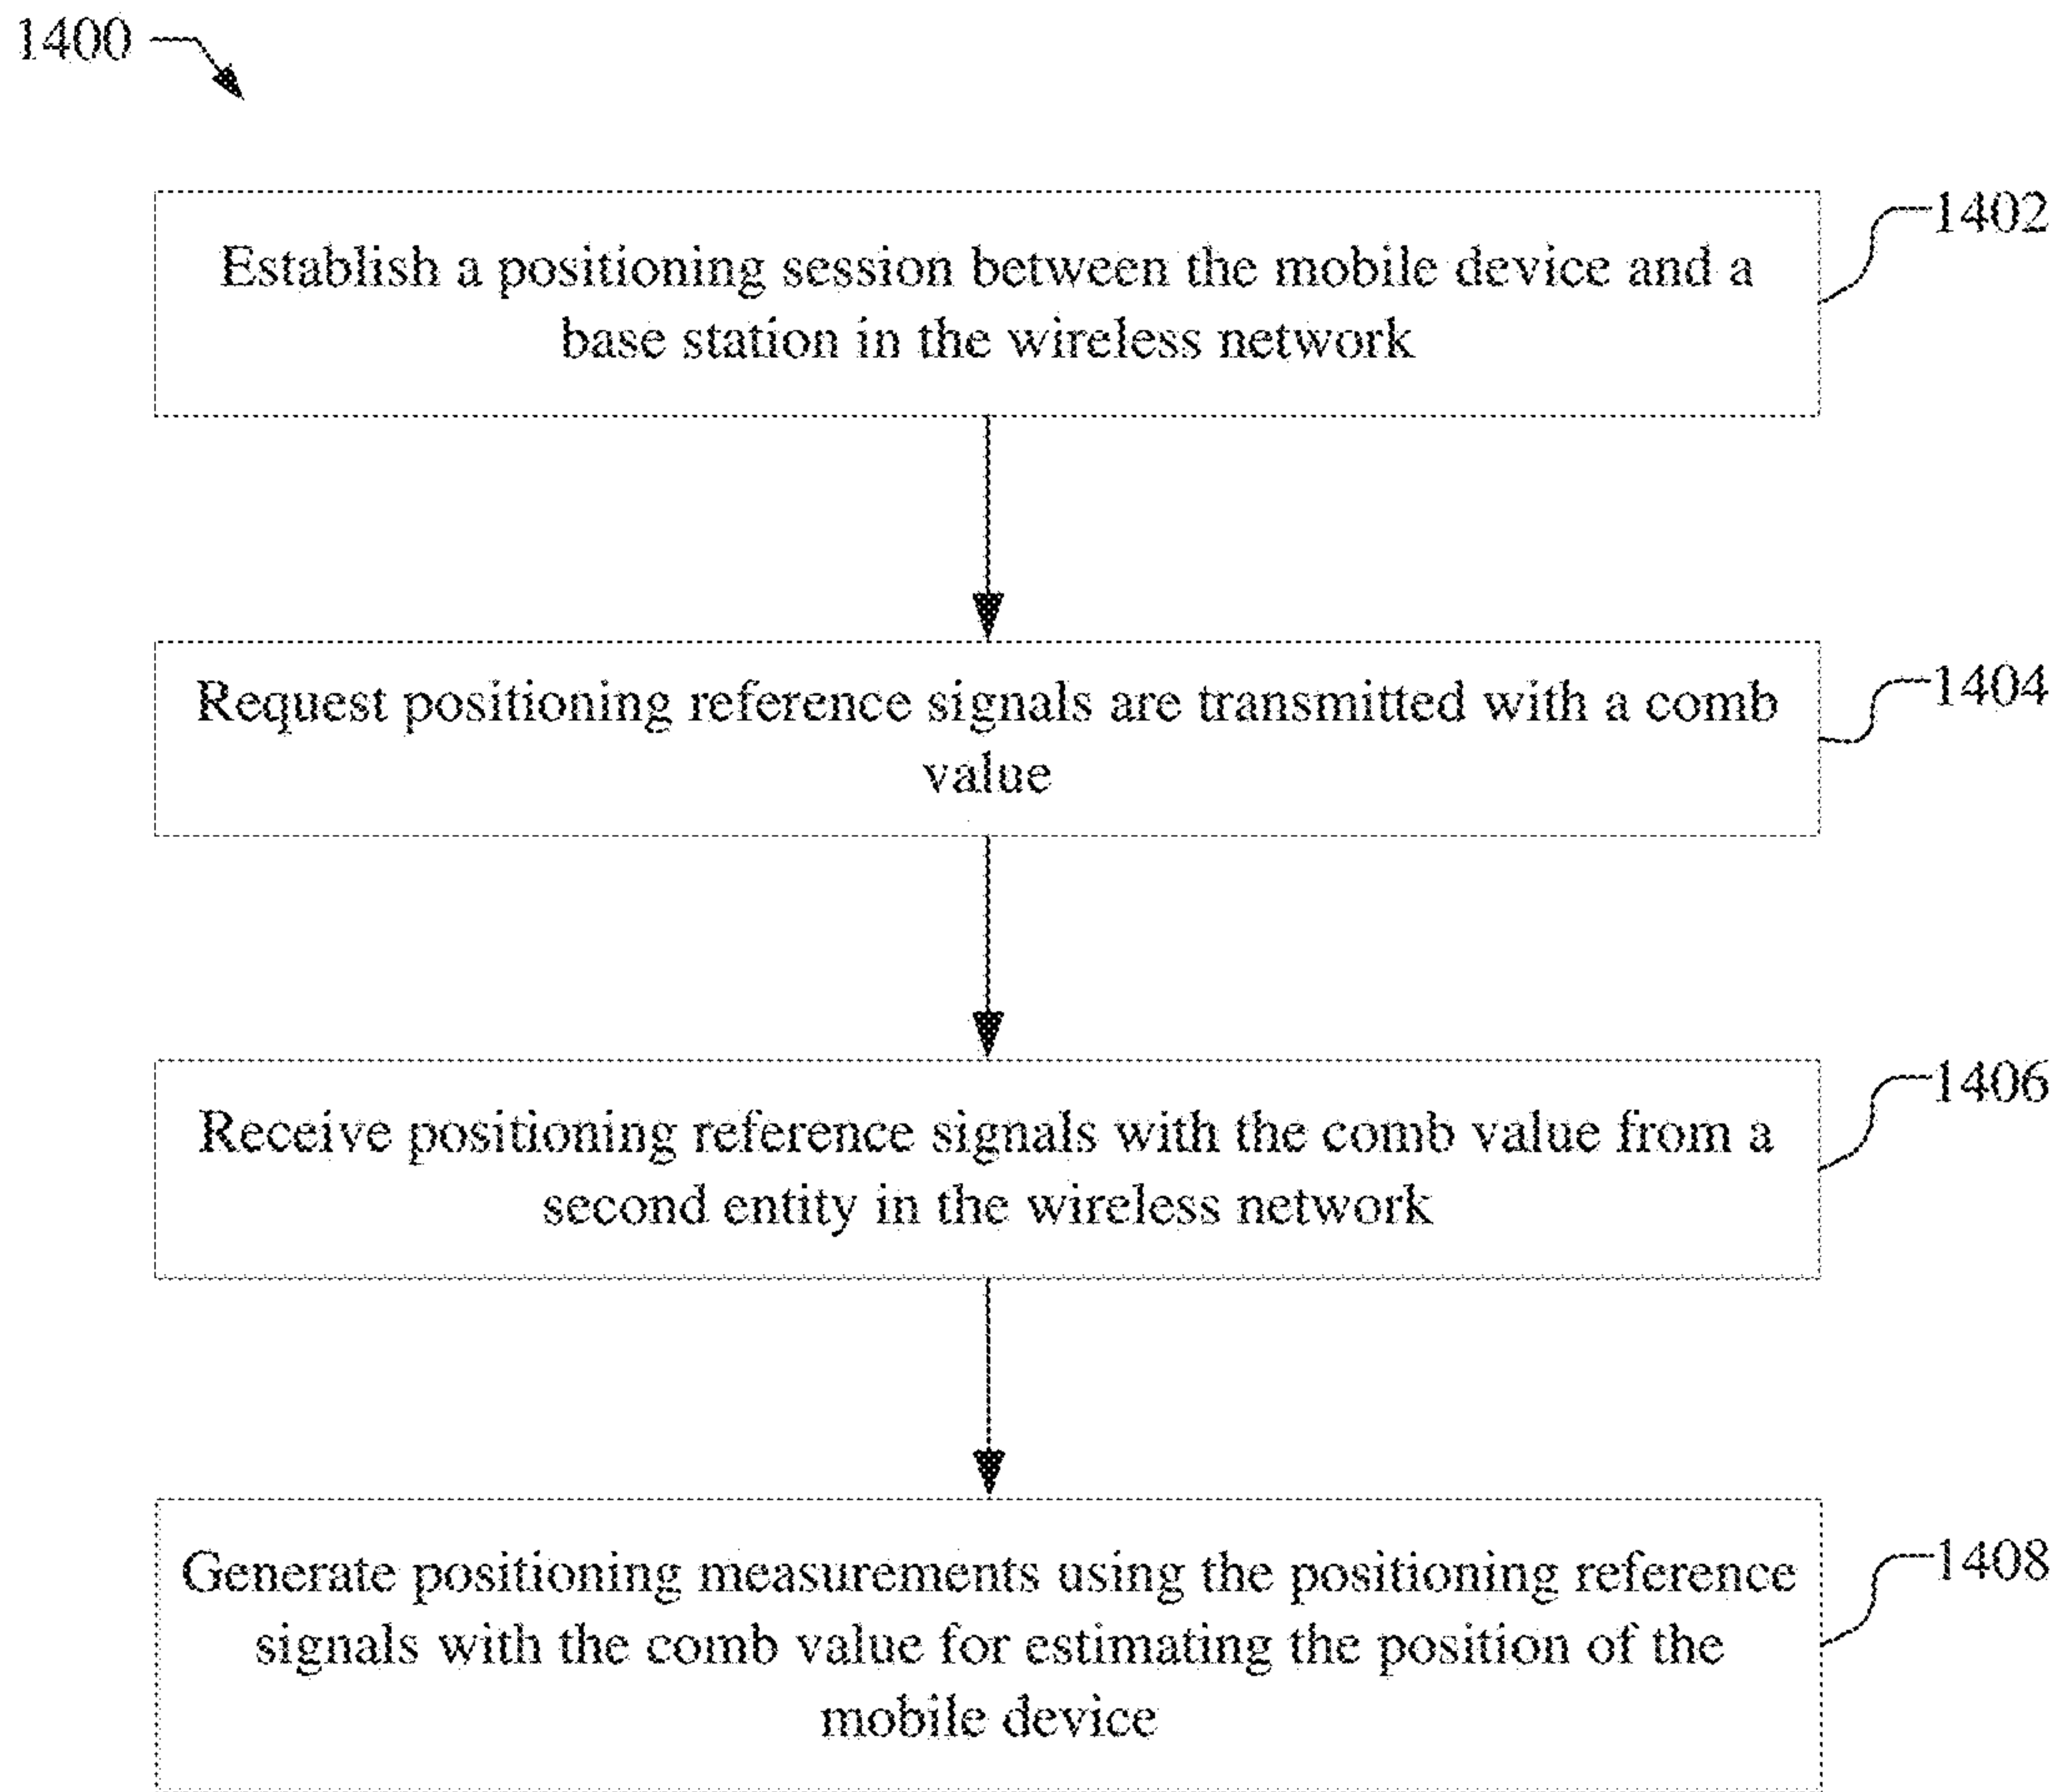 1400
Establish a positioning session between the mobile device and a
base station in the wireless network
1402
Request positioning reference signals are transmitted with a comb
value
1404
Receive positioning reference signals with the comb value from a
second entity in the wireless network
1406
Generate positioning measurements using the positioning reference
signals with the comb value for estimating the position of the
mobile device
1408